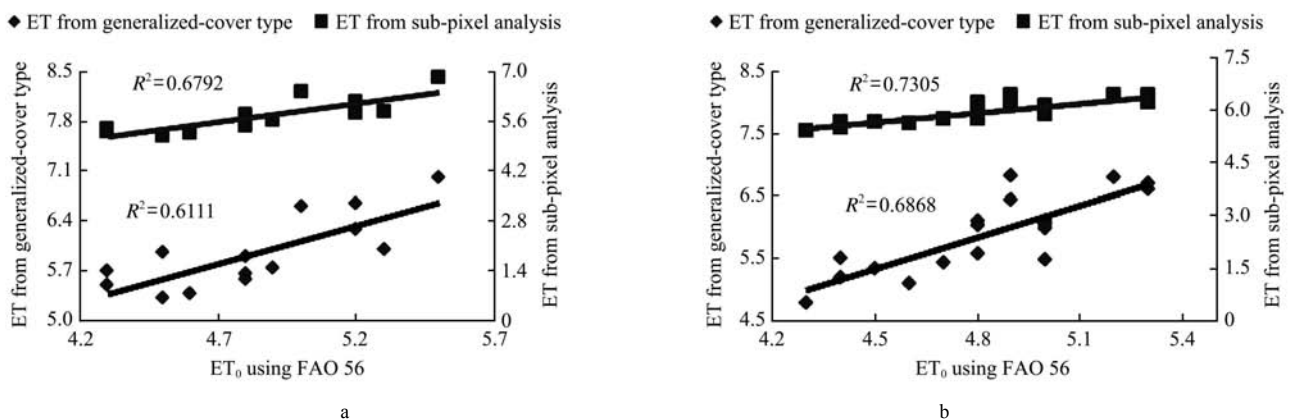 ◆ ET from generalized-cover type ■ ET from sub-pixel analysis
8.5
7.8
7.1
6.4
5.7
5.0
ET from generalized-cover type
R²=0.6792
R²=0.6111
7.0
5.6
4.2
2.8
1.4
0
ET from sub-pixel analysis
4.2 4.7 5.2 5.7
ET₀ using FAO 56
a
◆ ET from generalized-cover type ■ ET from sub-pixel analysis
8.5
7.5
6.5
5.5
4.5
ET from generalized-cover type
R²=0.7305
R²=0.6868
7.5
6.0
4.5
3.0
1.5
0
ET from sub-pixel analysis
4.2 4.5 4.8 5.1 5.4
ET₀ using FAO 56
b